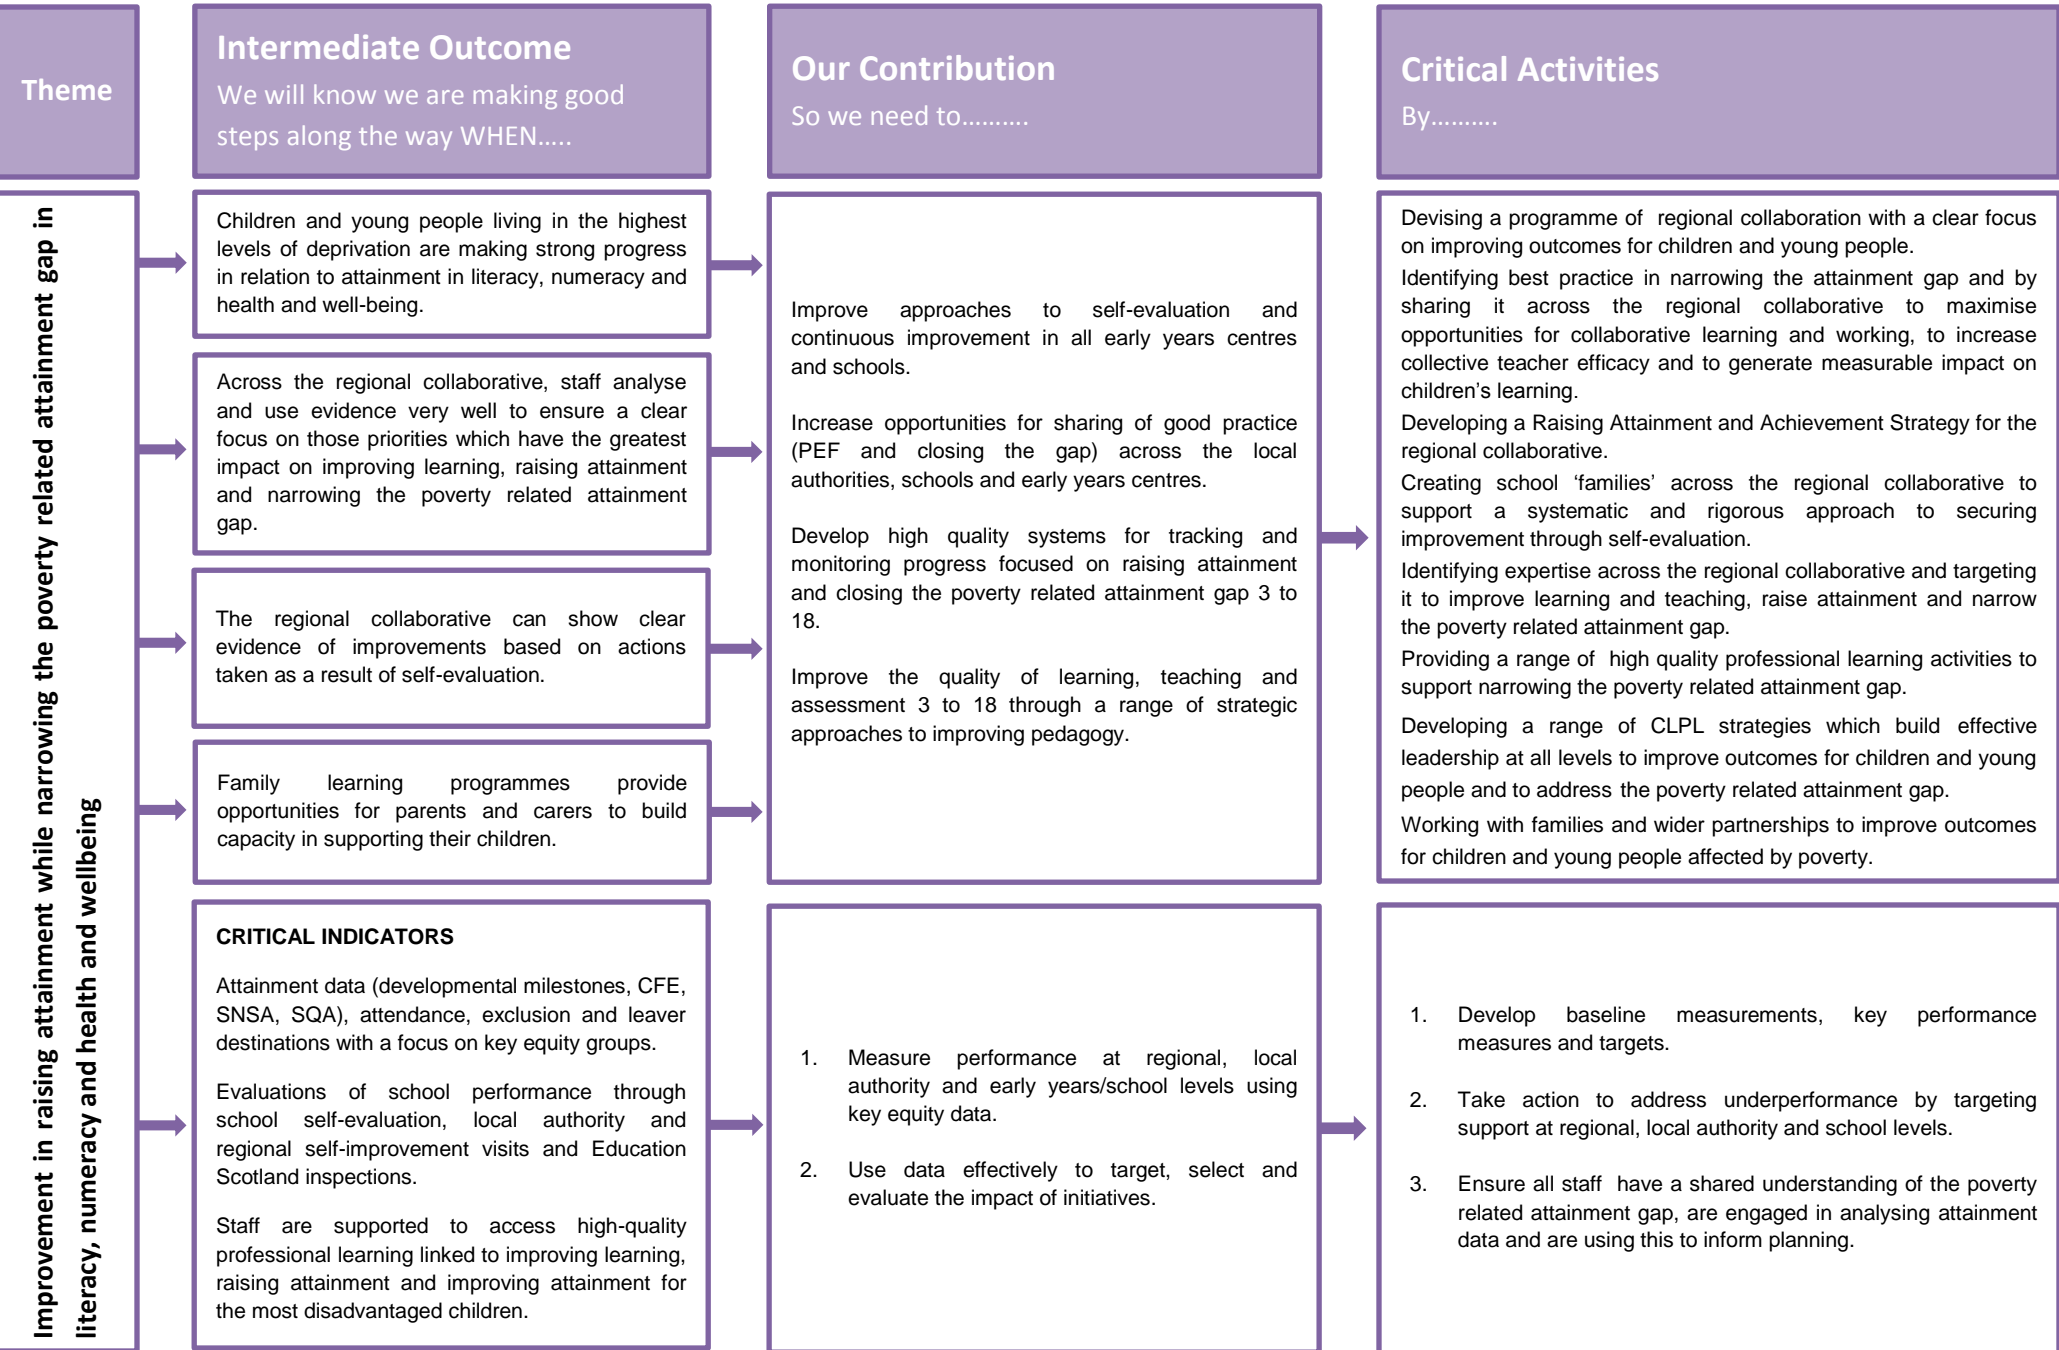 Theme
Intermediate Outcome
We will know we are making good
steps along the way WHEN…..
Our Contribution
So we need to……….
Critical Activities
By……….
Improvement in raising attainment while narrowing the poverty related attainment gap in
literacy, numeracy and health and wellbeing
Children and young people living in the highest
levels of deprivation are making strong progress
in relation to attainment in literacy, numeracy and
health and well-being.
Across the regional collaborative, staff analyse
and use evidence very well to ensure a clear
focus on those priorities which have the greatest
impact on improving learning, raising attainment
and narrowing the poverty related attainment
gap.
The regional collaborative can show clear
evidence of improvements based on actions
taken as a result of self-evaluation.
Family learning programmes provide
opportunities for parents and carers to build
capacity in supporting their children.
Improve approaches to self-evaluation and
continuous improvement in all early years centres
and schools.
Increase opportunities for sharing of good practice
(PEF and closing the gap) across the local
authorities, schools and early years centres.
Develop high quality systems for tracking and
monitoring progress focused on raising attainment
and closing the poverty related attainment gap 3 to
18.
Improve the quality of learning, teaching and
assessment 3 to 18 through a range of strategic
approaches to improving pedagogy.
Devising a programme of regional collaboration with a clear focus
on improving outcomes for children and young people.
Identifying best practice in narrowing the attainment gap and by
sharing it across the regional collaborative to maximise
opportunities for collaborative learning and working, to increase
collective teacher efficacy and to generate measurable impact on
children’s learning.
Developing a Raising Attainment and Achievement Strategy for the
regional collaborative.
Creating school ‘families’ across the regional collaborative to
support a systematic and rigorous approach to securing
improvement through self-evaluation.
Identifying expertise across the regional collaborative and targeting
it to improve learning and teaching, raise attainment and narrow
the poverty related attainment gap.
Providing a range of high quality professional learning activities to
support narrowing the poverty related attainment gap.
Developing a range of CLPL strategies which build effective
leadership at all levels to improve outcomes for children and young
people and to address the poverty related attainment gap.
Working with families and wider partnerships to improve outcomes
for children and young people affected by poverty.
CRITICAL INDICATORS
Attainment data (developmental milestones, CFE,
SNSA, SQA), attendance, exclusion and leaver
destinations with a focus on key equity groups.
Evaluations of school performance through
school self-evaluation, local authority and
regional self-improvement visits and Education
Scotland inspections.
Staff are supported to access high-quality
professional learning linked to improving learning,
raising attainment and improving attainment for
the most disadvantaged children.
1. Measure performance at regional, local
authority and early years/school levels using
key equity data.
2. Use data effectively to target, select and
evaluate the impact of initiatives.
1. Develop baseline measurements, key performance
measures and targets.
2. Take action to address underperformance by targeting
support at regional, local authority and school levels.
3. Ensure all staff have a shared understanding of the poverty
related attainment gap, are engaged in analysing attainment
data and are using this to inform planning.